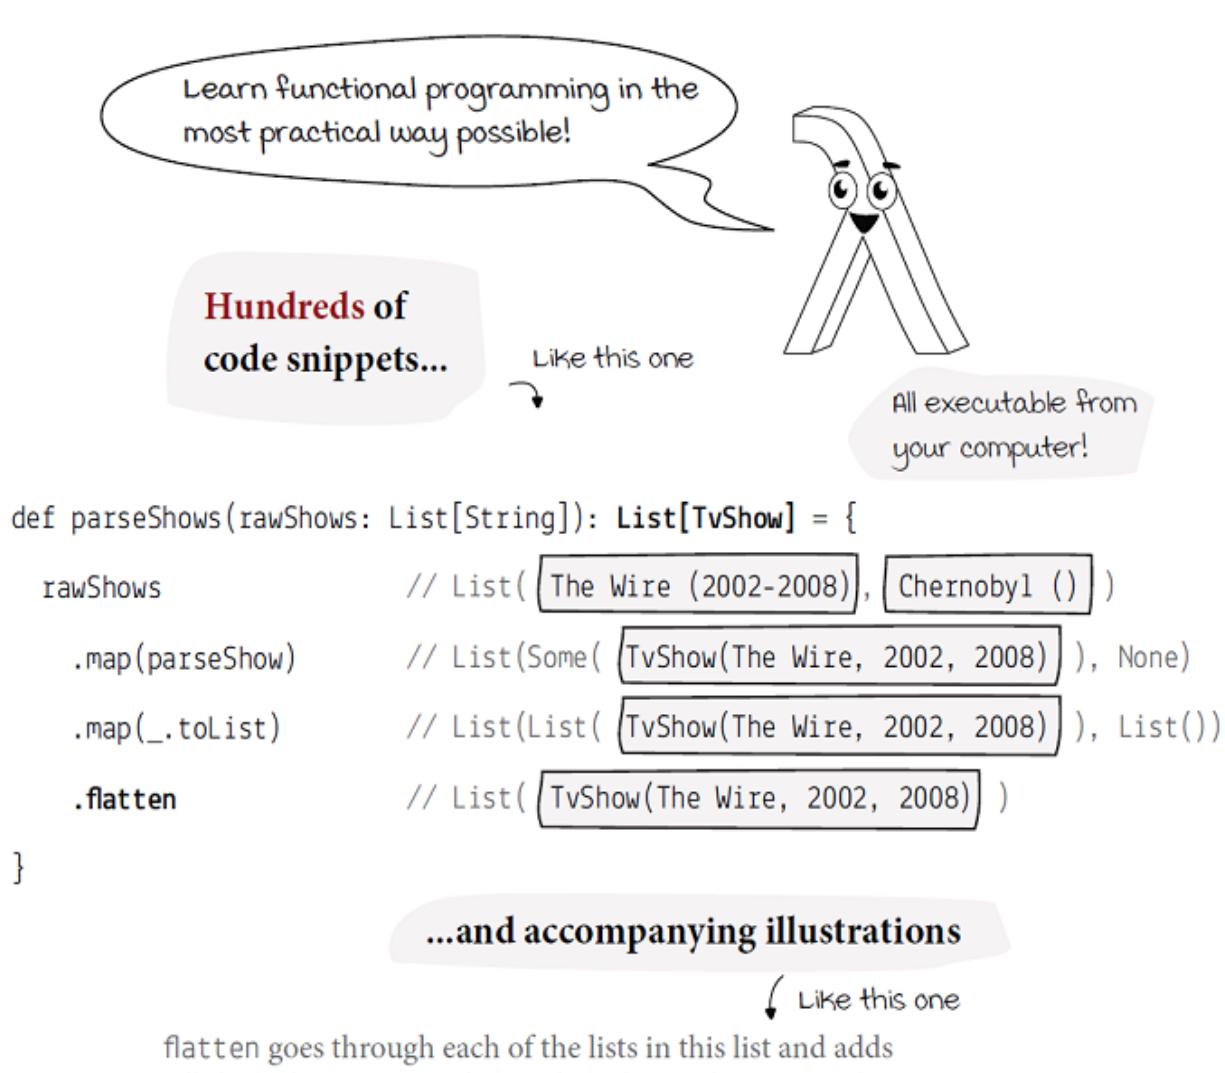 Learn functional programming in the
most practical way possible!
Hundreds of
code snippets...
Like this one
All executable from
your computer!
def parseShows(rawShows: List[String]): List[TvShow] = {
rawShows // List( The Wire (2002-2008), Chernobyl () )
.map(parseShow) // List(Some( TvShow(The Wire, 2002, 2008) ), None)
.map(_.toList) // List(List( TvShow(The Wire, 2002, 2008) ), List())
.flatten // List( TvShow(The Wire, 2002, 2008) )
}
...and accompanying illustrations
Like this one
flatten goes through each of the lists in this list and adds